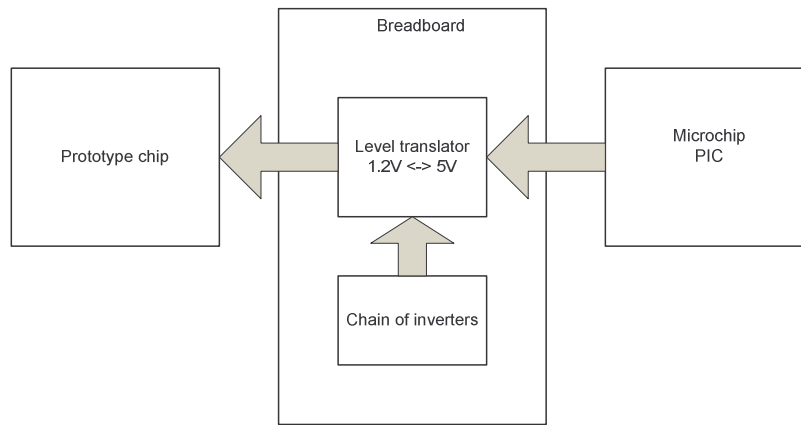 Breadboard
Prototype chip
Level translator
1.2V <-> 5V
Microchip
PIC
Chain of inverters